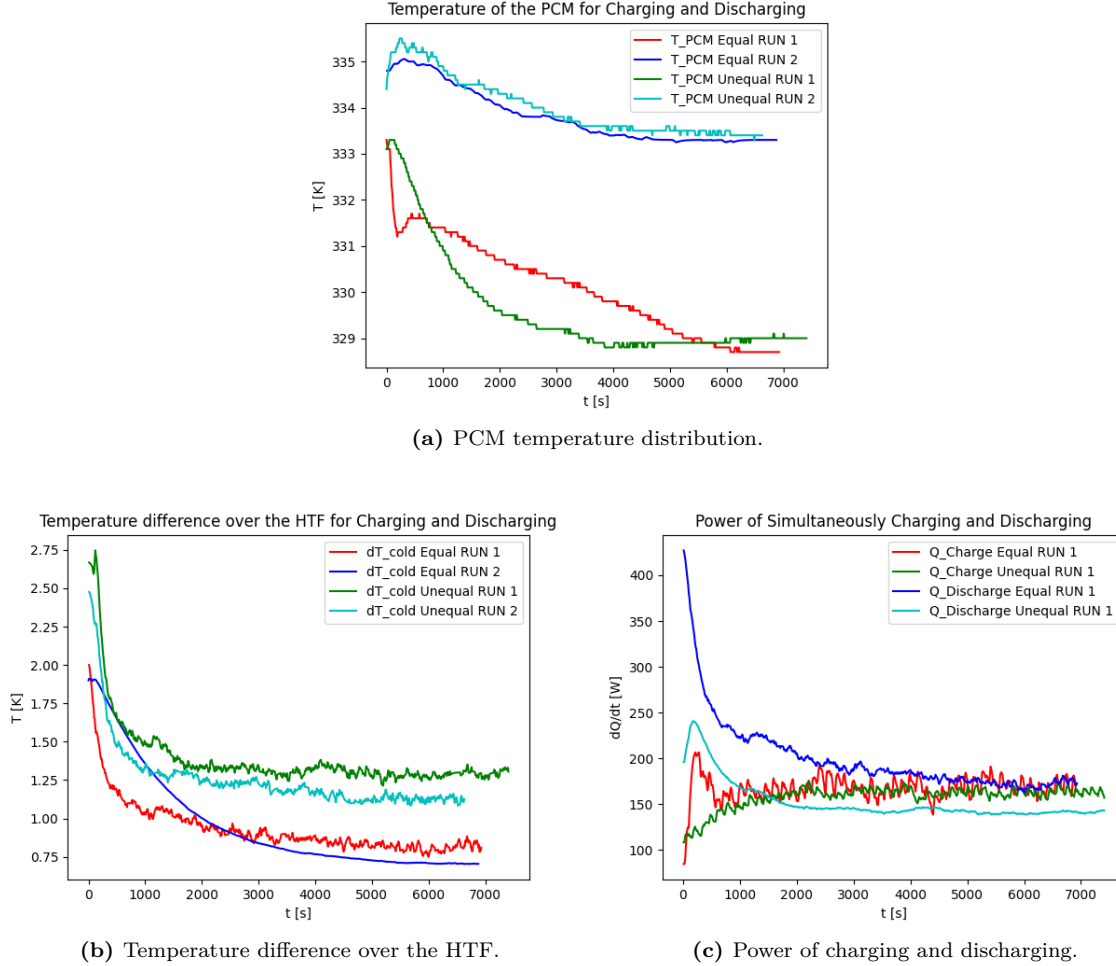 Temperature of the PCM for Charging and Discharging
T_PCM Equal RUN 1
T_PCM Equal RUN 2
T_PCM Unequal RUN 1
T_PCM Unequal RUN 2
335
334
333
332
331
330
329
T [K]
0 1000 2000 3000 4000 5000 6000 7000
t [s]
(a) PCM temperature distribution.
Temperature difference over the HTF for Charging and Discharging
dT_cold Equal RUN 1
dT_cold Equal RUN 2
dT_cold Unequal RUN 1
dT_cold Unequal RUN 2
2.75
2.50
2.25
2.00
1.75
1.50
1.25
1.00
0.75
T [K]
0 1000 2000 3000 4000 5000 6000 7000
t [s]
(b) Temperature difference over the HTF.
Power of Simultaneously Charging and Discharging
Q_Charge Equal RUN 1
Q_Charge Unequal RUN 1
Q_Discharge Equal RUN 1
Q_Discharge Unequal RUN 1
400
350
300
250
200
150
100
dQ/dt [W]
0 1000 2000 3000 4000 5000 6000 7000
t [s]
(c) Power of charging and discharging.